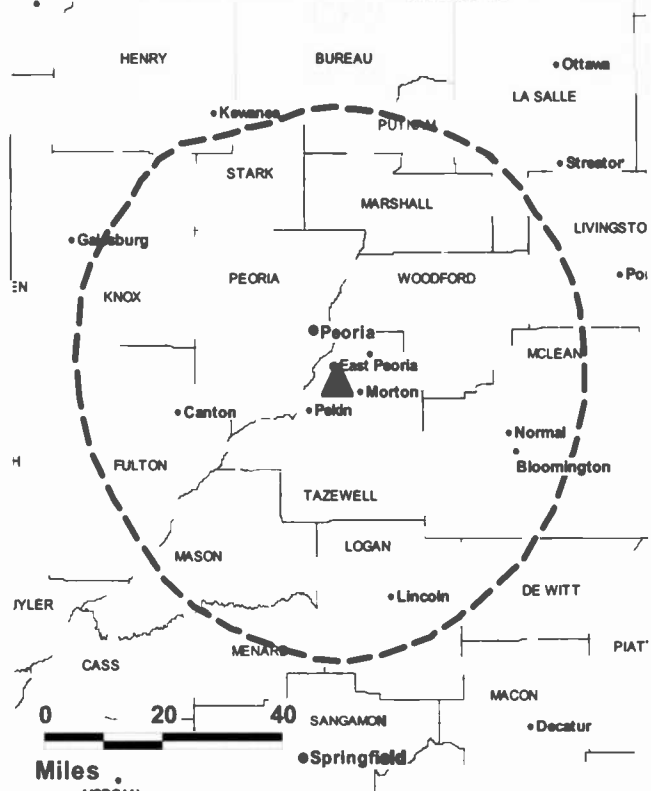 HENRY
BUREAU
Ottawa
LA SALLE
Kewanee
PUTNAM
Streator
STARK
MARSHALL
LIVINGSTO
Galesburg
PEORIA
WOODFORD
EN
KNOX
Peoria
MCLEAN
East Peoria
Morton
Canton
Pekin
Normal
Bloomington
H
FULTON
TAZEWELL
MASON
LOGAN
Lincoln
DE WITT
MENARD
PIAT
CASS
MACON
0 20 40
SANGAMON
Decatur
Springfield
Miles